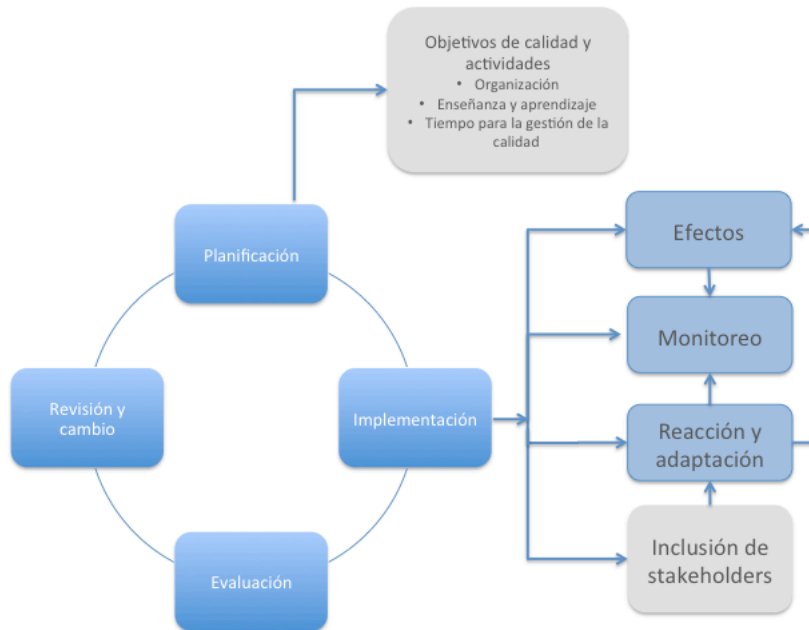 Objetivos de calidad y
actividades
• Organización
• Enseñanza y aprendizaje
• Tiempo para la gestión de la
calidad
Planificación
Efectos
Monitoreo
Revisión y
cambio
Implementación
Reacción y
adaptación
Evaluación
Inclusión de
stakeholders